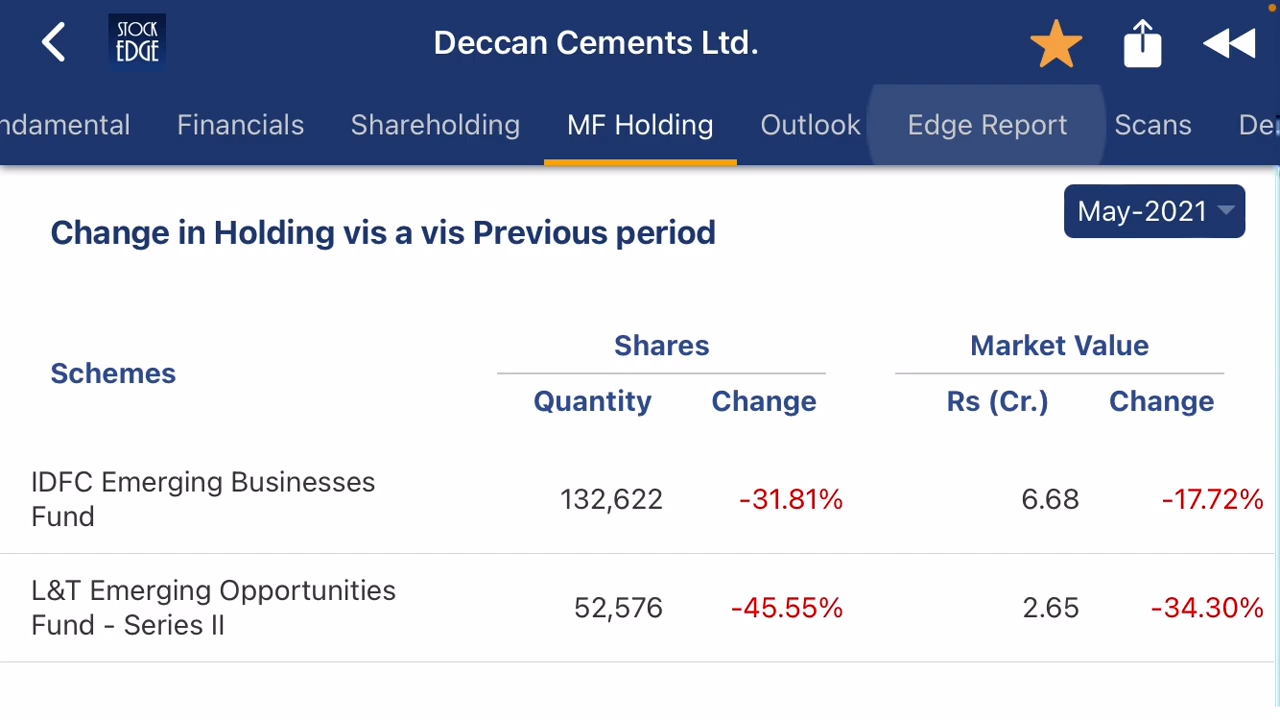 STOCK
EDGE
Deccan Cements Ltd.
ndamental Financials Shareholding MF Holding Outlook Edge Report Scans De
May-2021
Change in Holding vis a vis Previous period
Schemes Shares Market Value
Quantity Change Rs (Cr.) Change
IDFC Emerging Businesses
Fund 132,622 -31.81% 6.68 -17.72%
L&T Emerging Opportunities
Fund - Series II 52,576 -45.55% 2.65 -34.30%